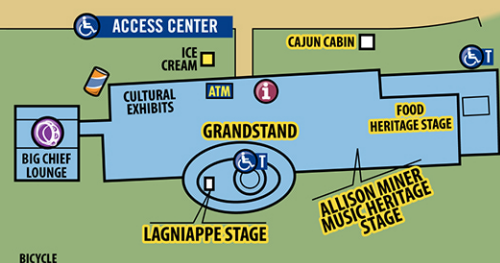 ACCESS CENTER
ICE
CREAM
CAJUN CABIN
T
CULTURAL
EXHIBITS
ATM
i
FOOD
HERITAGE STAGE
GRANDSTAND
BIG CHIEF
LOUNGE
T
ALLISON MINER
MUSIC HERITAGE
STAGE
LAGNIAPPE STAGE
BICYCLE